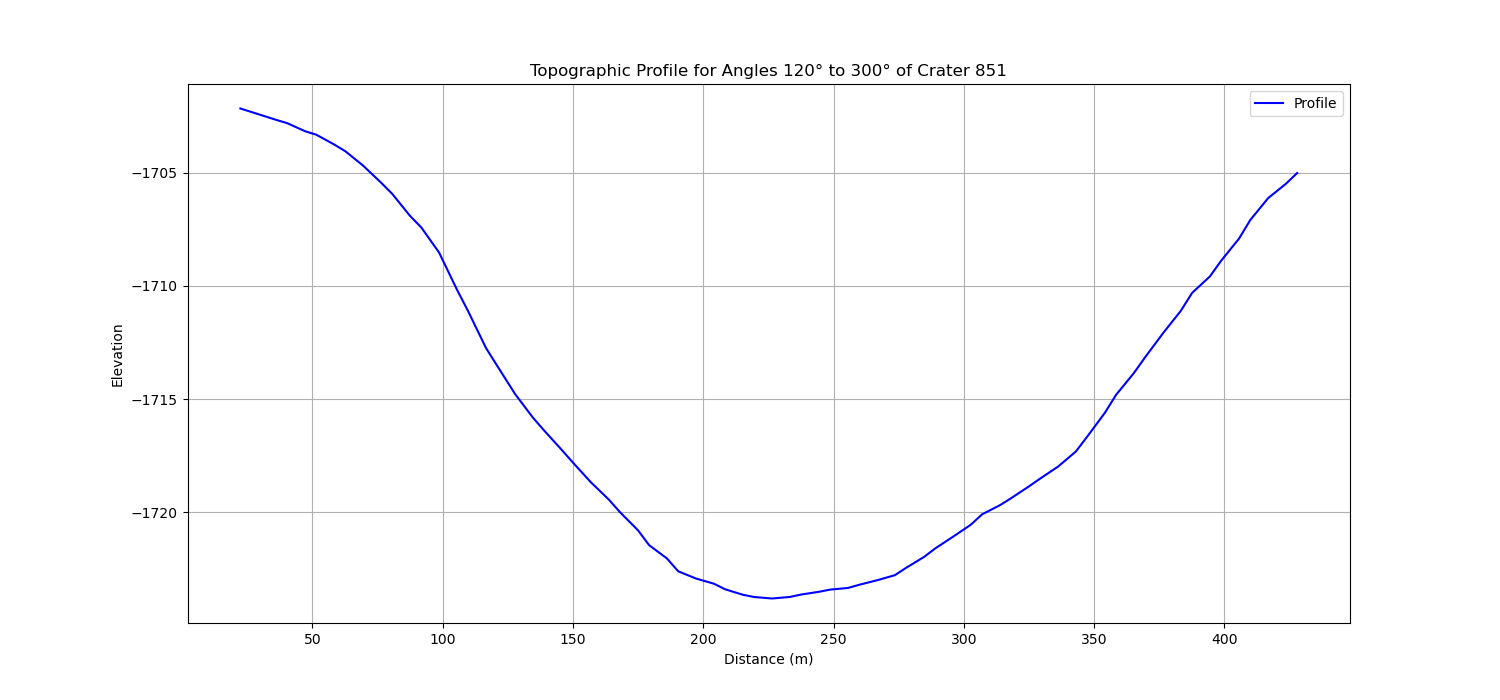 Topographic Profile for Angles 120° to 300° of Crater 851
Profile
−1705
−1710
−1715
−1720
Elevation
50 100 150 200 250 300 350 400
Distance (m)